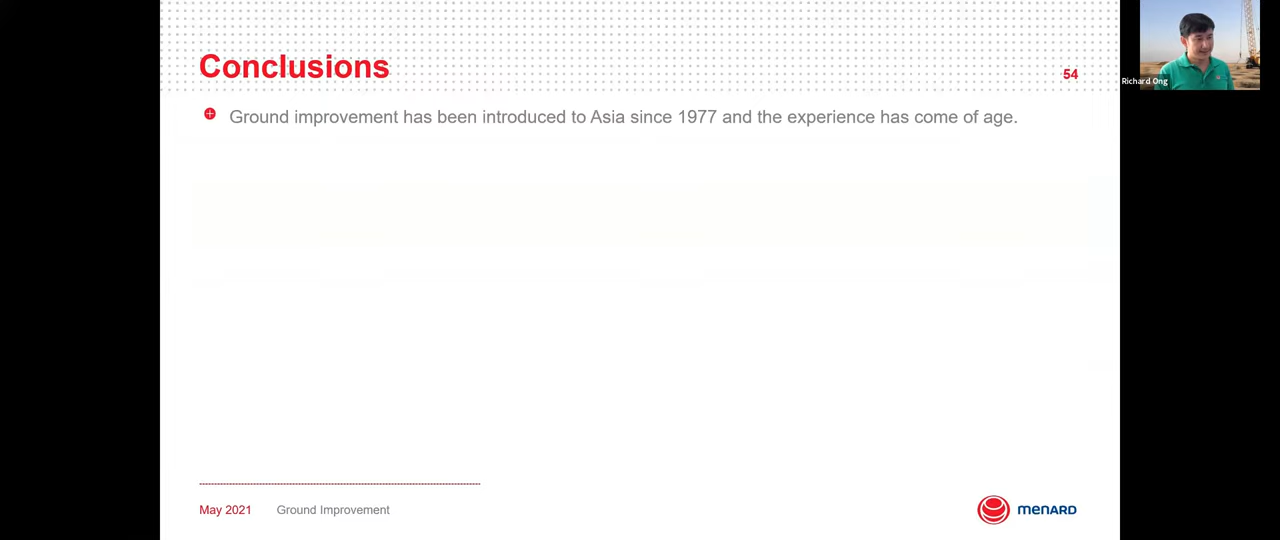 Conclusions
54
Richard Ong
Ground improvement has been introduced to Asia since 1977 and the experience has come of age.
May 2021
Ground Improvement
menard